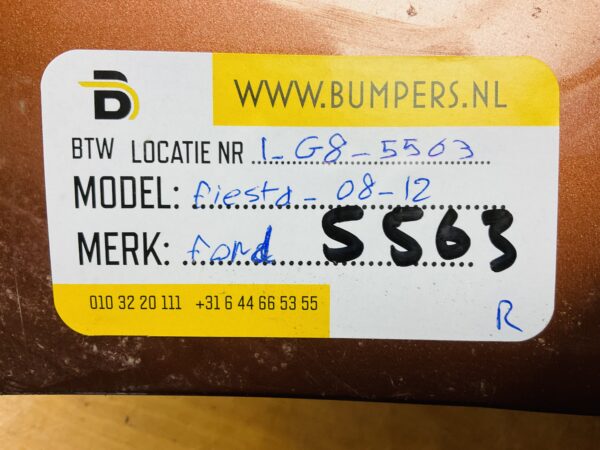 B
WWW.BUMPERS.NL
BTW LOCATIE NR 1-G8-5563
MODEL: fiesta - 08-12
MERK: ford 5563
010 32 20 111 +31 6 44 66 53 55
R